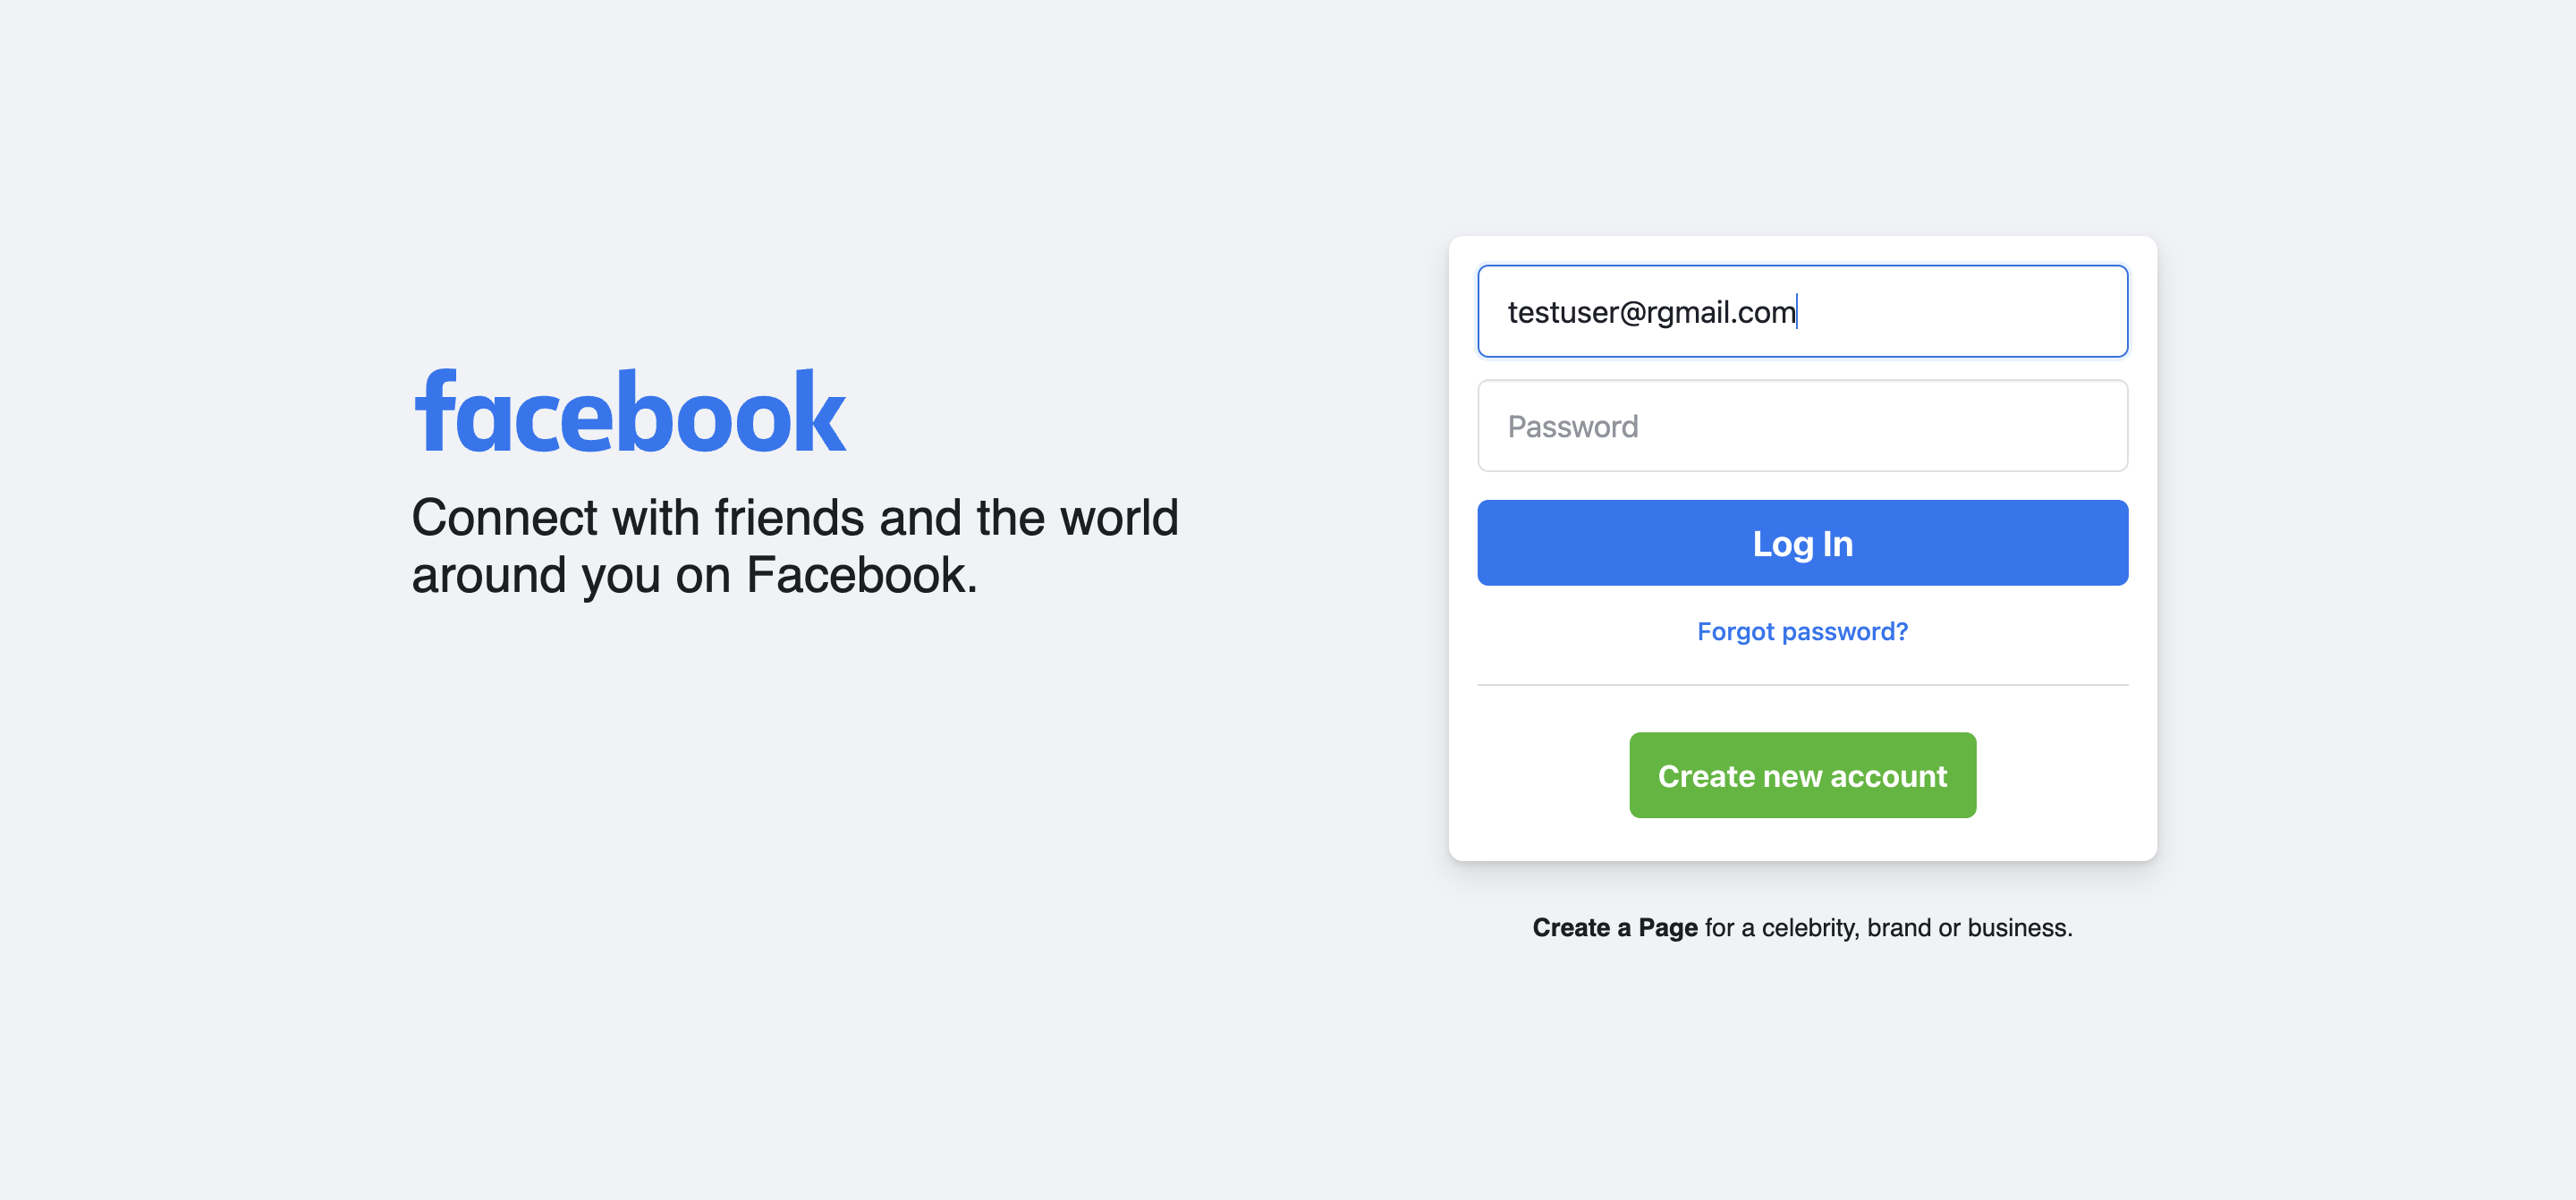 facebook
Connect with friends and the world
around you on Facebook.
testuser@rgmail.com
Password
Log In
Forgot password?
Create new account
Create a Page for a celebrity, brand or business.